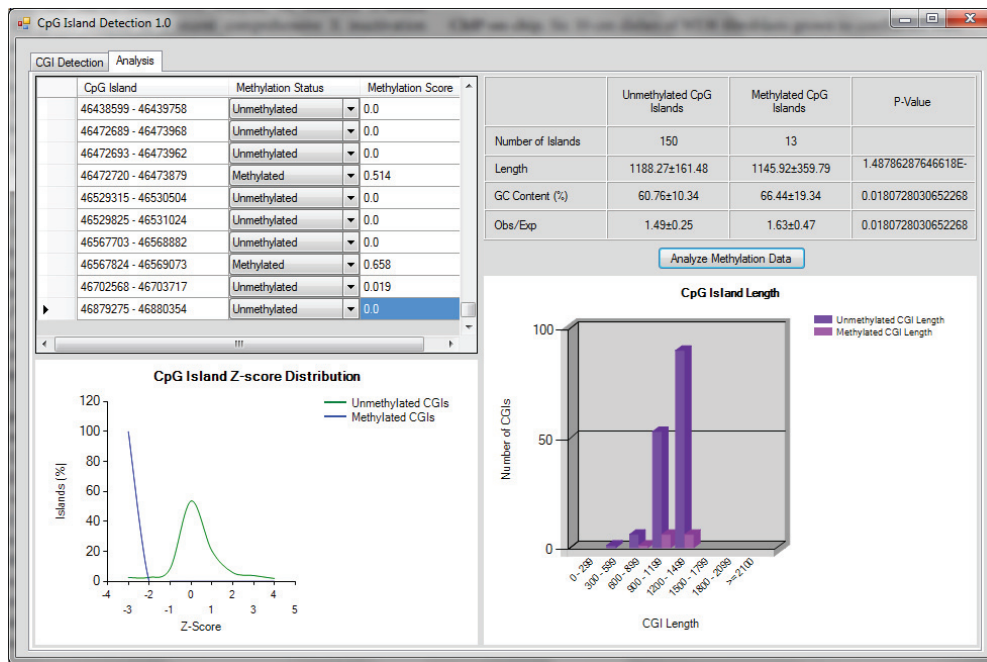 CpG Island Detection 1.0
CGI Detection Analysis
CpG Island Methylation Status Methylation Score
46438599 - 46439758 Unmethylated 0.0
46472689 - 46473968 Unmethylated 0.0
46472693 - 46473962 Unmethylated 0.0
46472720 - 46473879 Methylated 0.514
46529315 - 46530504 Unmethylated 0.0
46529825 - 46531024 Unmethylated 0.0
46567703 - 46568882 Unmethylated 0.0
46567824 - 46569073 Methylated 0.658
46702568 - 46703717 Unmethylated 0.019
46879275 - 46880354 Unmethylated 0.0
Unmethylated CpG Islands Methylated CpG Islands P-Value
Number of Islands 150 13
Length 1188.27±161.48 1145.92±359.79 1.48786287646618E-
GC Content (%) 60.76±10.34 66.44±19.34 0.0180728030652268
Obs/Exp 1.49±0.25 1.63±0.47 0.0180728030652268
Analyze Methylation Data
CpG Island Z-score Distribution
Unmethylated CGIs
Methylated CGIs
Islands (%)
120
100
80
60
40
20
0
-4 -2 0 2 4 5
-3 -1 1 3
Z-Score
CpG Island Length
Unmethylated CGI Length
Methylated CGI Length
Number of CGIs
100
50
0
0 - 299 300 - 599 600 - 899 900 - 1199 1200 - 1499 1500 - 1799 1800 - 2099 >= 2100
CGI Length